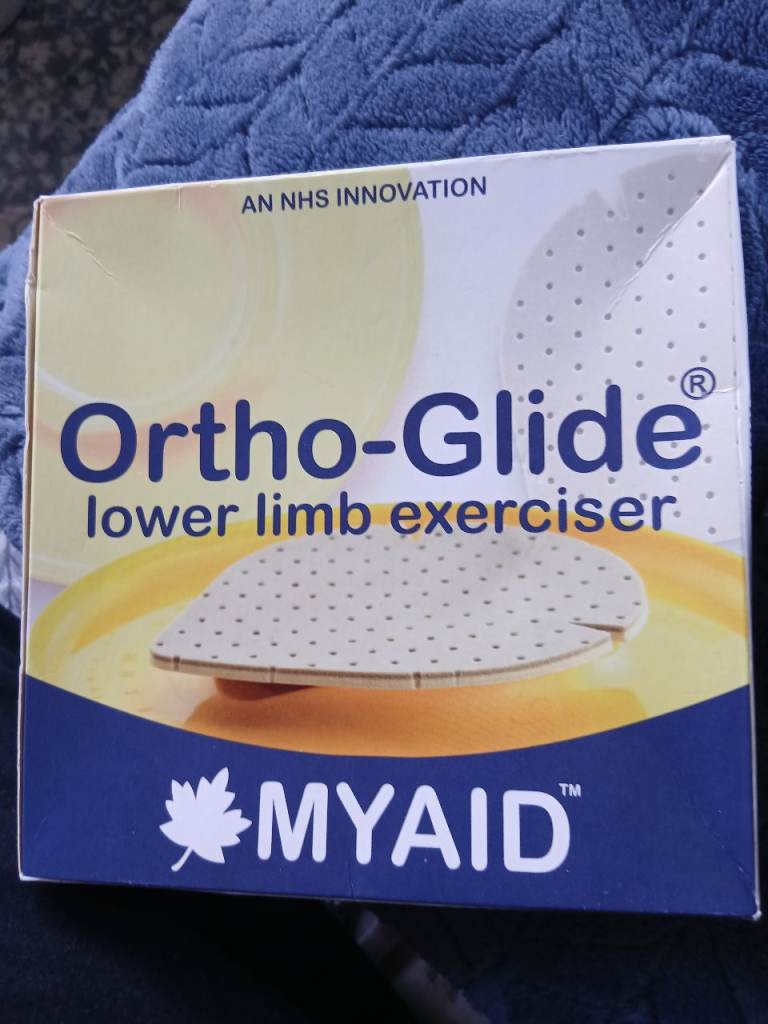 AN NHS INNOVATION
Ortho-Glide®
lower limb exerciser
MYAID™